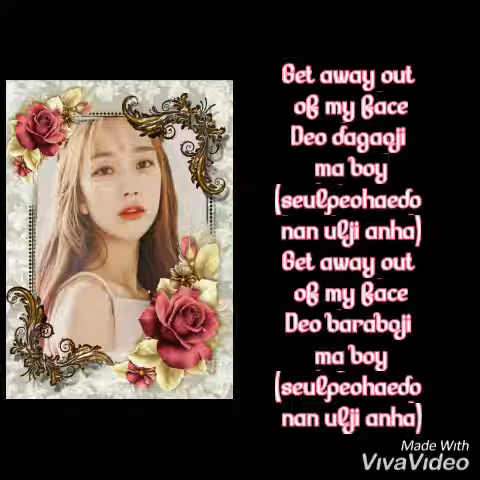 Get away out
of my face
Deo dagaoji
ma boy
(seulpeohaedo
nan ulji anha)
Get away out
of my face
Deo baraboji
ma boy
(seulpeohaedo
nan ulji anha)
Made With
VivaVideo